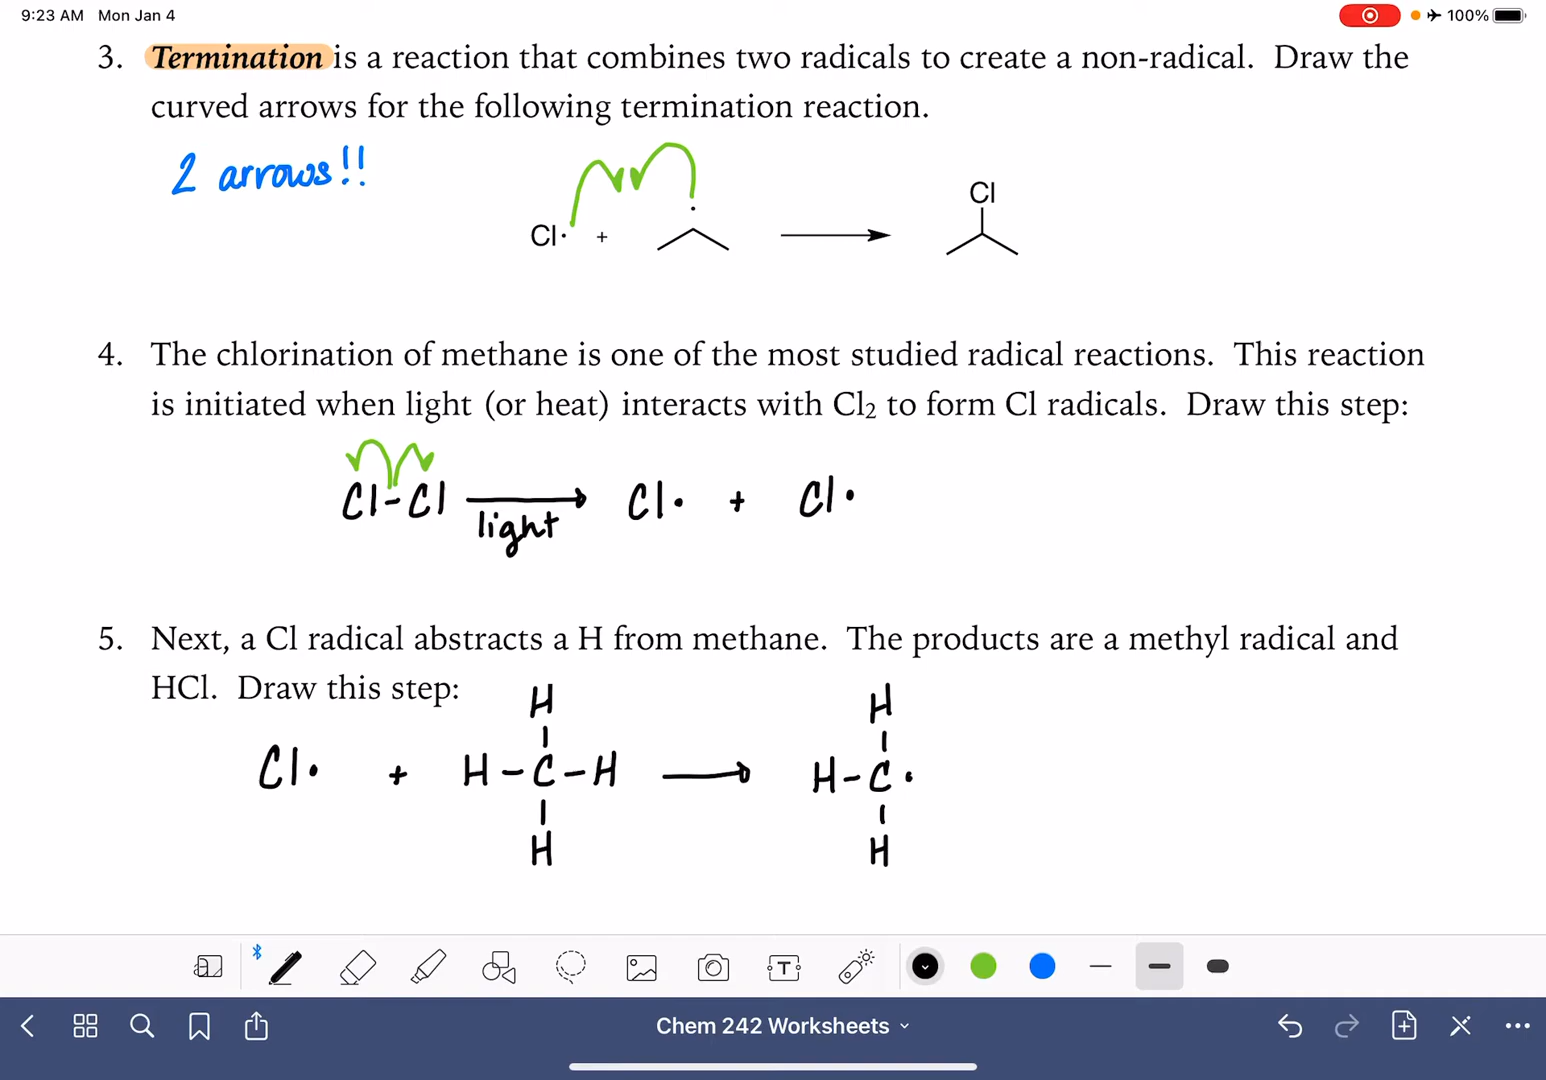 9:23 AM Mon Jan 4
100%
3. Termination is a reaction that combines two radicals to create a non-radical. Draw the
curved arrows for the following termination reaction.
2 arrows!!
Cl
Cl· + 
4. The chlorination of methane is one of the most studied radical reactions. This reaction
is initiated when light (or heat) interacts with Cl₂ to form Cl radicals. Draw this step:
Cl-Cl → Cl· + Cl·
light
5. Next, a Cl radical abstracts a H from methane. The products are a methyl radical and
HCl. Draw this step:
H H
Cl· + H-C-H → H-C·
H H
T
Chem 242 Worksheets